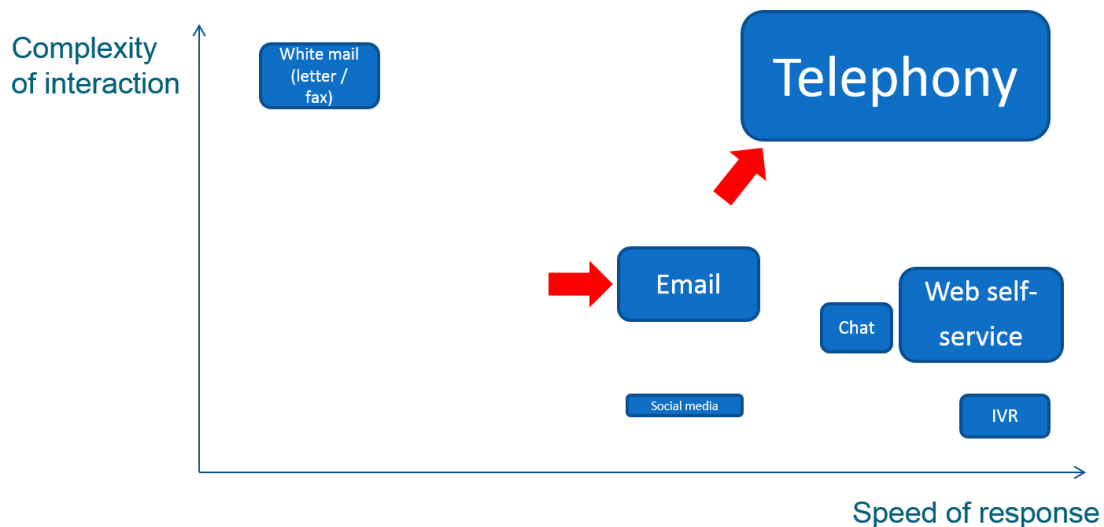 Complexity
of interaction
White mail
(letter /
fax)
Telephony
Email
Chat
Web self-
service
Social media
IVR
Speed of response